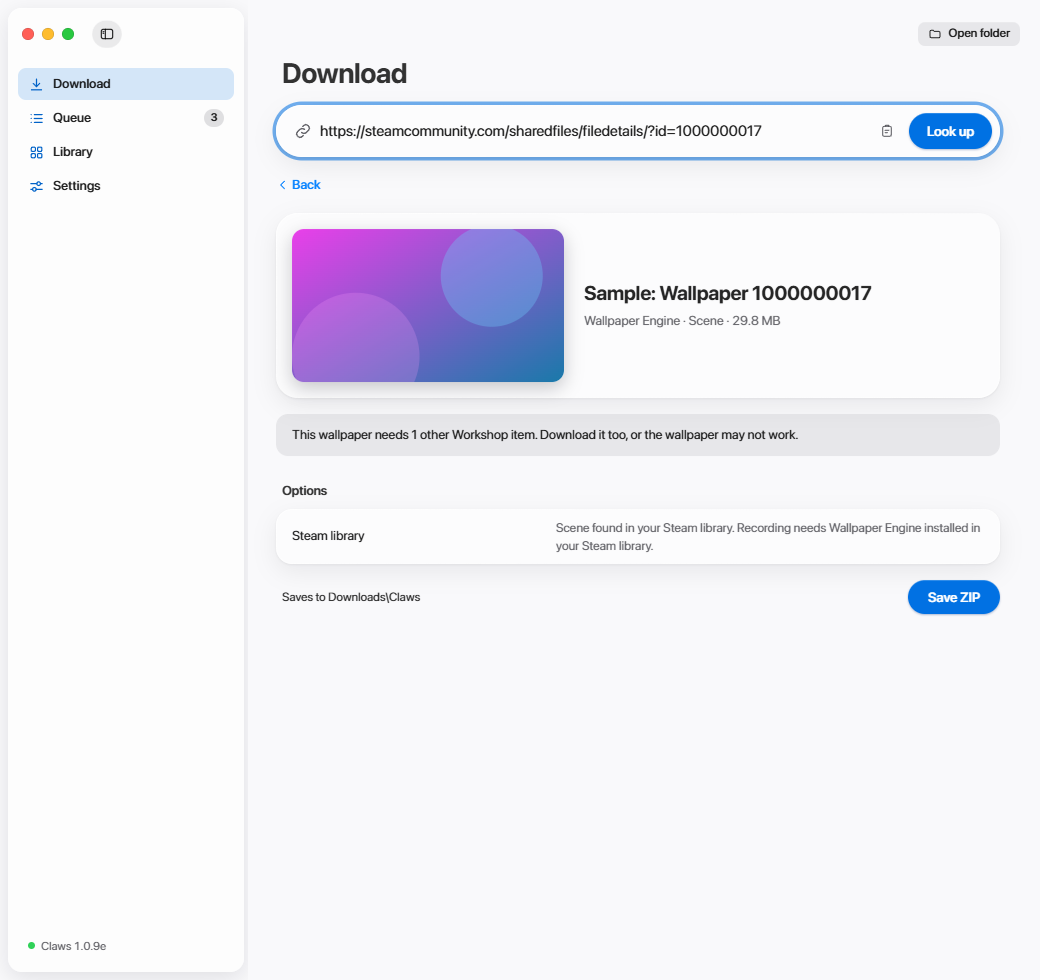 Open folder
Download
Queue
3
Library
Settings
Download
https://steamcommunity.com/sharedfiles/filedetails/?id=1000000017
Look up
Back
Sample: Wallpaper 1000000017
Wallpaper Engine · Scene · 29.8 MB
This wallpaper needs 1 other Workshop item. Download it too, or the wallpaper may not work.
Options
Steam library
Scene found in your Steam library. Recording needs Wallpaper Engine installed in
your Steam library.
Saves to Downloads\Claws
Save ZIP
Claws 1.0.9e